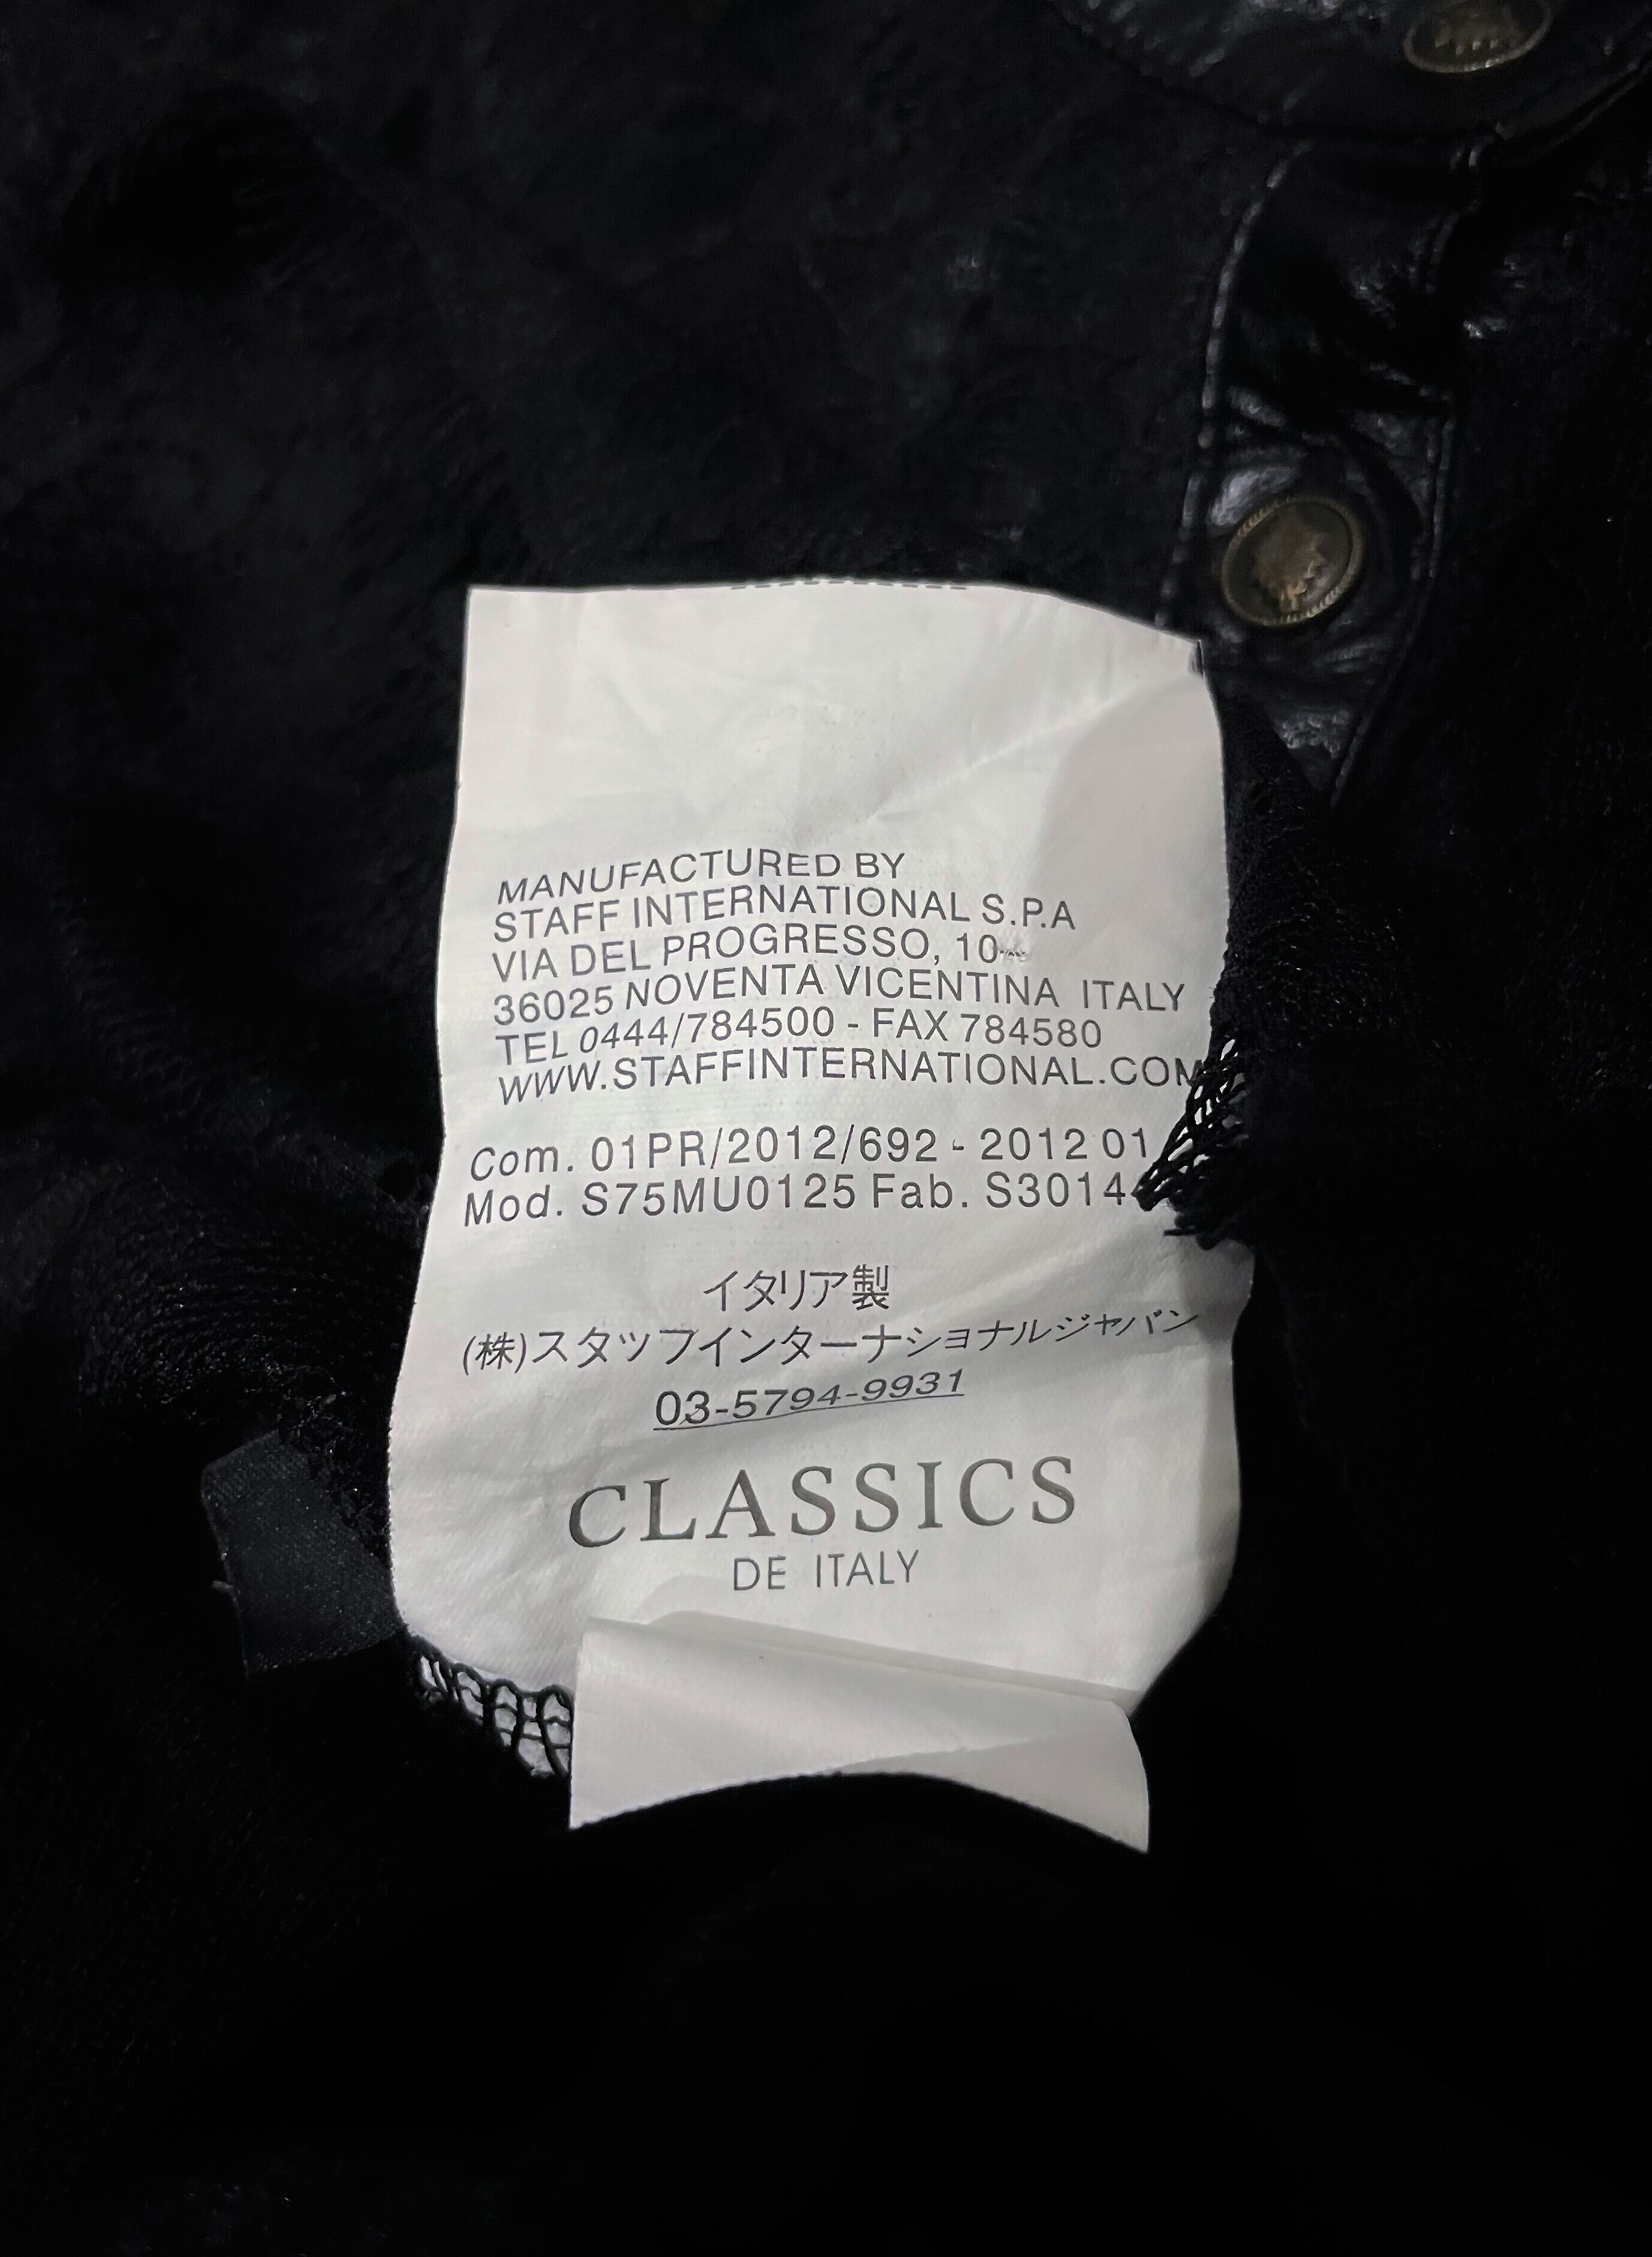 MANUFACTURED BY
STAFF INTERNATIONAL S.P.A
VIA DEL PROGRESSO, 10
36025 NOVENTA VICENTINA ITALY
TEL 0444/784500 - FAX 784580
WWW.STAFFINTERNATIONAL.COM
Com. 01PR/2012/692 - 2012 01
Mod. S75MU0125 Fab.
イタリア製
(株)スタッフインターナショナルジャパン
03-5794-9931
CLASSICS
DE ITALY